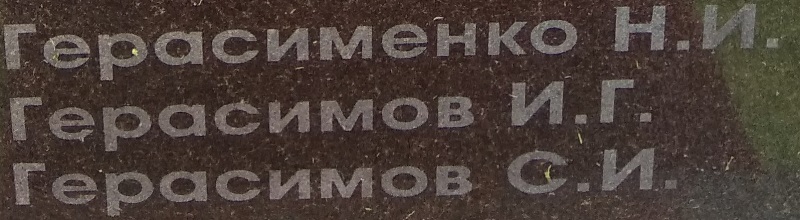 Герасименко Н.И.
Герасимов И.Г.
Герасимов С.И.